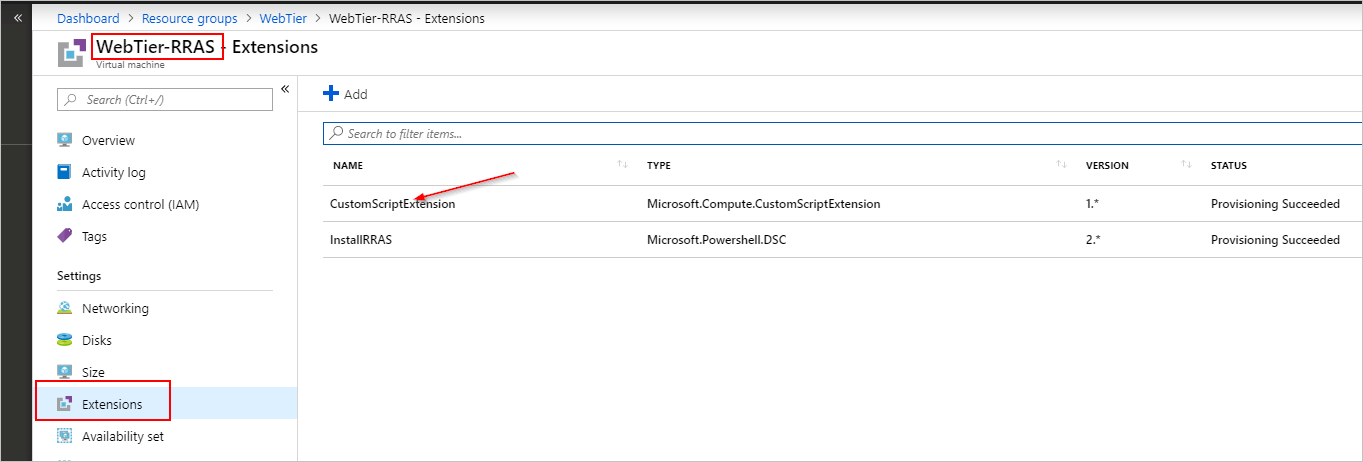 « Dashboard > Resource groups > WebTier > WebTier-RRAS - Extensions
WebTier-RRAS - Extensions
Virtual machine
Search (Ctrl+/) «
Overview
Activity log
Access control (IAM)
Tags
Settings
Networking
Disks
Size
Extensions
Availability set
Add
Search to filter items...
NAME TYPE VERSION STATUS
CustomScriptExtension Microsoft.Compute.CustomScriptExtension 1.* Provisioning Succeeded
InstallRRAS Microsoft.Powershell.DSC 2.* Provisioning Succeeded